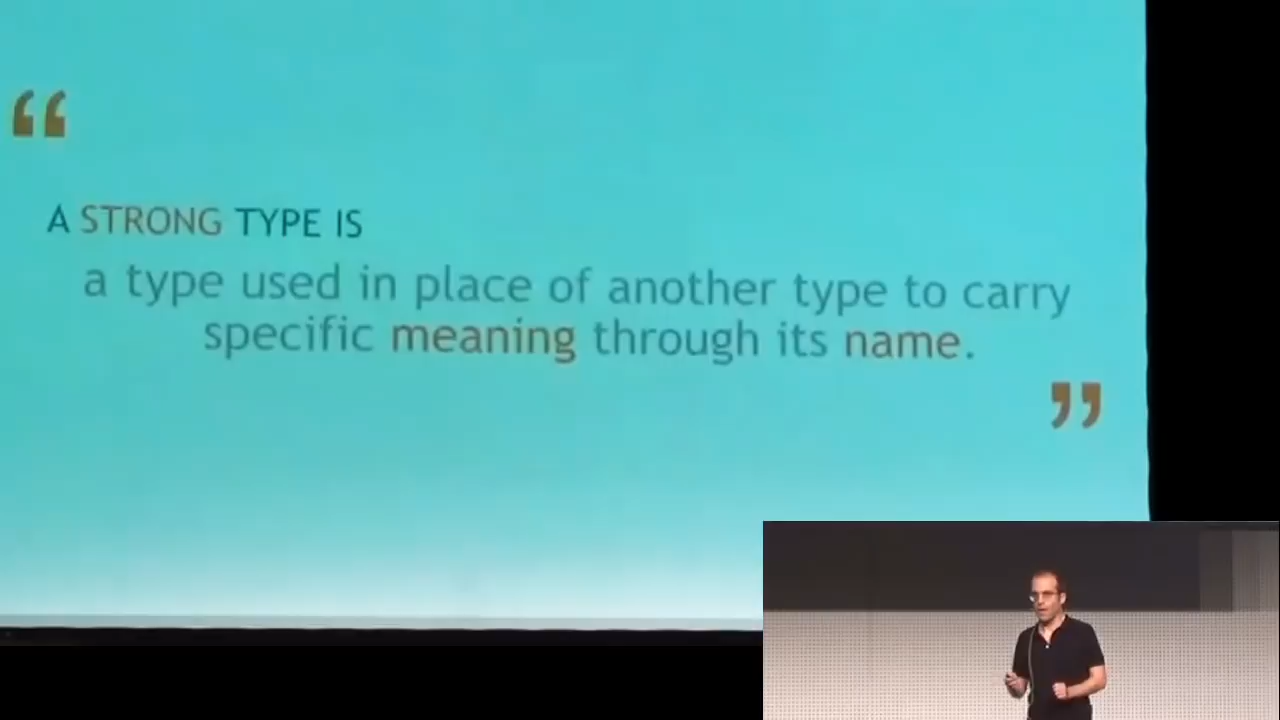 “
A STRONG TYPE IS
a type used in place of another type to carry
specific meaning through its name.
”